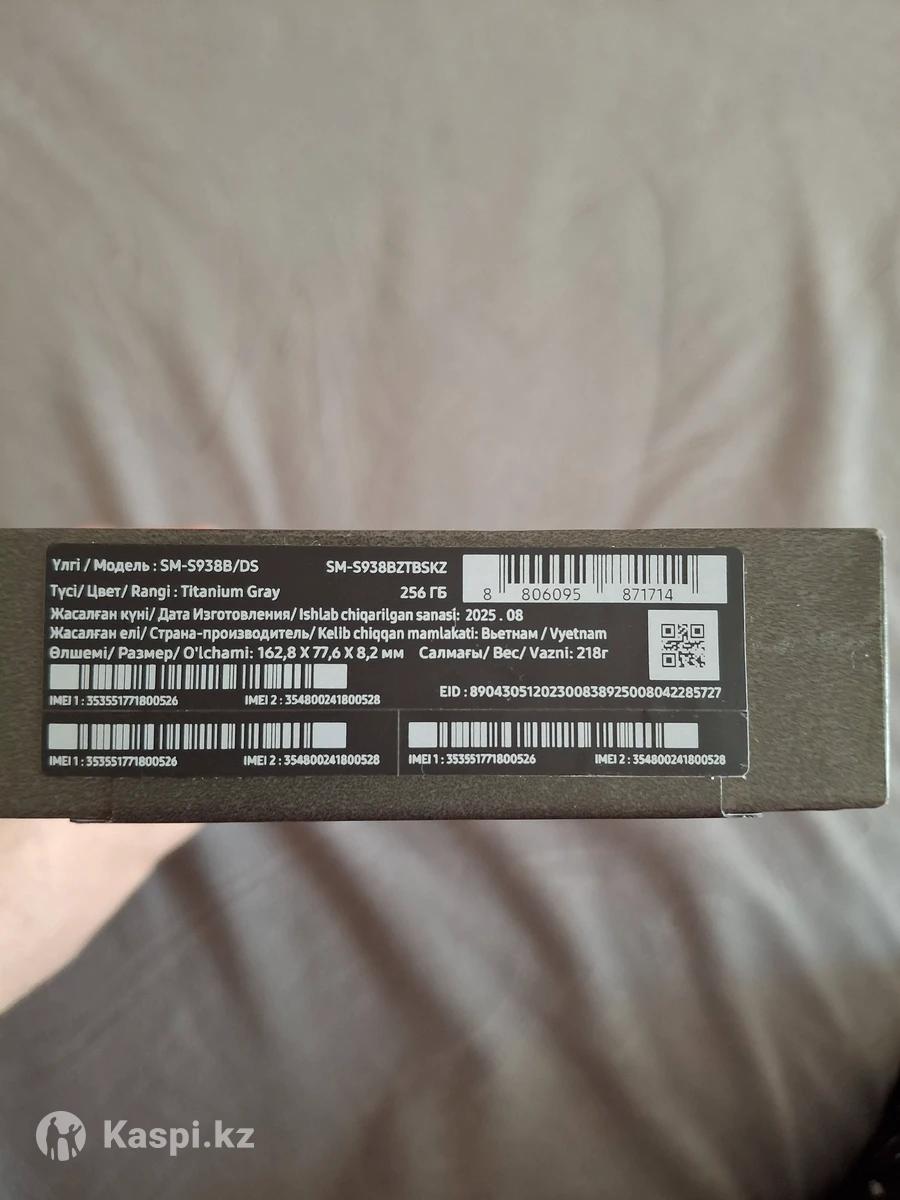 Үлгі / Модель : SM-S938B/DS SM-S938BZTBSKZ
Түсі/ Цвет/ Rangi : Titanium Gray 256 ГБ
8 806095 871714
Жасалған күні/ Дата Изготовления/ Ishlab chiqarilgan sanasi: 2025 . 08
Жасалған елі/ Страна-производитель/ Kelib chiqqan mamlakati: Вьетнам / Vyetnam
Өлшемі/ Размер/ O'lchami: 162,8 X 77,6 X 8,2 мм Салмағы/ Вес/ Vazni: 218г
IMEI 1 : 353551771800526 IMEI 2 : 354800241800528
EID : 89043051202300838925008042285727
IMEI 1 : 353551771800526 IMEI 2 : 354800241800528
IMEI 1 : 353551771800526 IMEI 2 : 354800241800528
Kaspi.kz